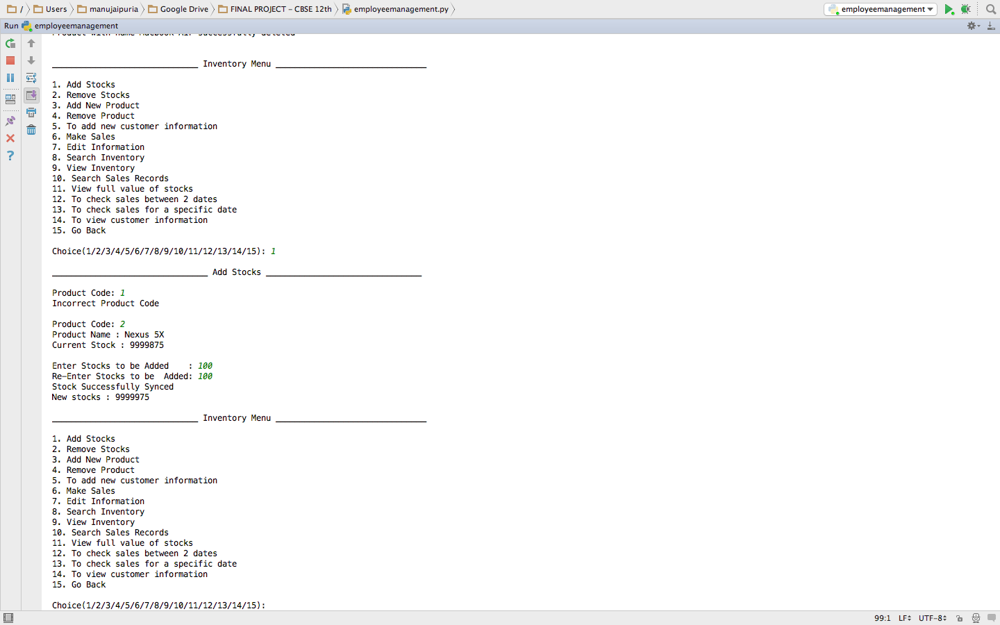 / Users manujaipuria Google Drive FINAL PROJECT – CBSE 12th employeemanagement.py employeemanagement
Run employeemanagement
Product with name Macbook Air successfully deleted
______________________________ Inventory Menu _______________________________
1. Add Stocks
2. Remove Stocks
3. Add New Product
4. Remove Product
5. To add new customer information
6. Make Sales
7. Edit Information
8. Search Inventory
9. View Inventory
10. Search Sales Records
11. View full value of stocks
12. To check sales between 2 dates
13. To check sales for a specific date
14. To view customer information
15. Go Back
Choice(1/2/3/4/5/6/7/8/9/10/11/12/13/14/15): 1
________________________________ Add Stocks ________________________________
Product Code: 1
Incorrect Product Code
Product Code: 2
Product Name : Nexus 5X
Current Stock : 9999875
Enter Stocks to be Added    : 100
Re-Enter Stocks to be  Added: 100
Stock Successfully Synced
New stocks : 9999975
______________________________ Inventory Menu _______________________________
1. Add Stocks
2. Remove Stocks
3. Add New Product
4. Remove Product
5. To add new customer information
6. Make Sales
7. Edit Information
8. Search Inventory
9. View Inventory
10. Search Sales Records
11. View full value of stocks
12. To check sales between 2 dates
13. To check sales for a specific date
14. To view customer information
15. Go Back
Choice(1/2/3/4/5/6/7/8/9/10/11/12/13/14/15):
99:1 LF UTF-8